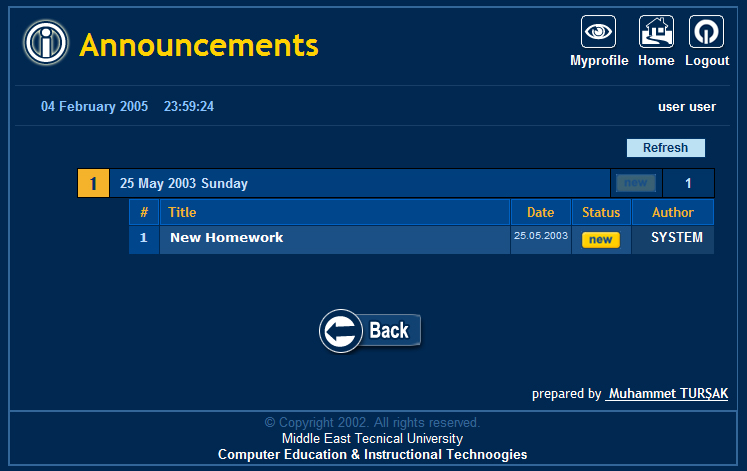 Announcements
Myprofile Home Logout
04 February 2005 23:59:24
user user
Refresh
1 25 May 2003 Sunday new 1
# Title Date Status Author
1 New Homework 25.05.2003 new SYSTEM
Back
prepared by Muhammet TURŞAK
© Copyright 2002. All rights reserved.
Middle East Tecnical University
Computer Education & Instructional Technoogies